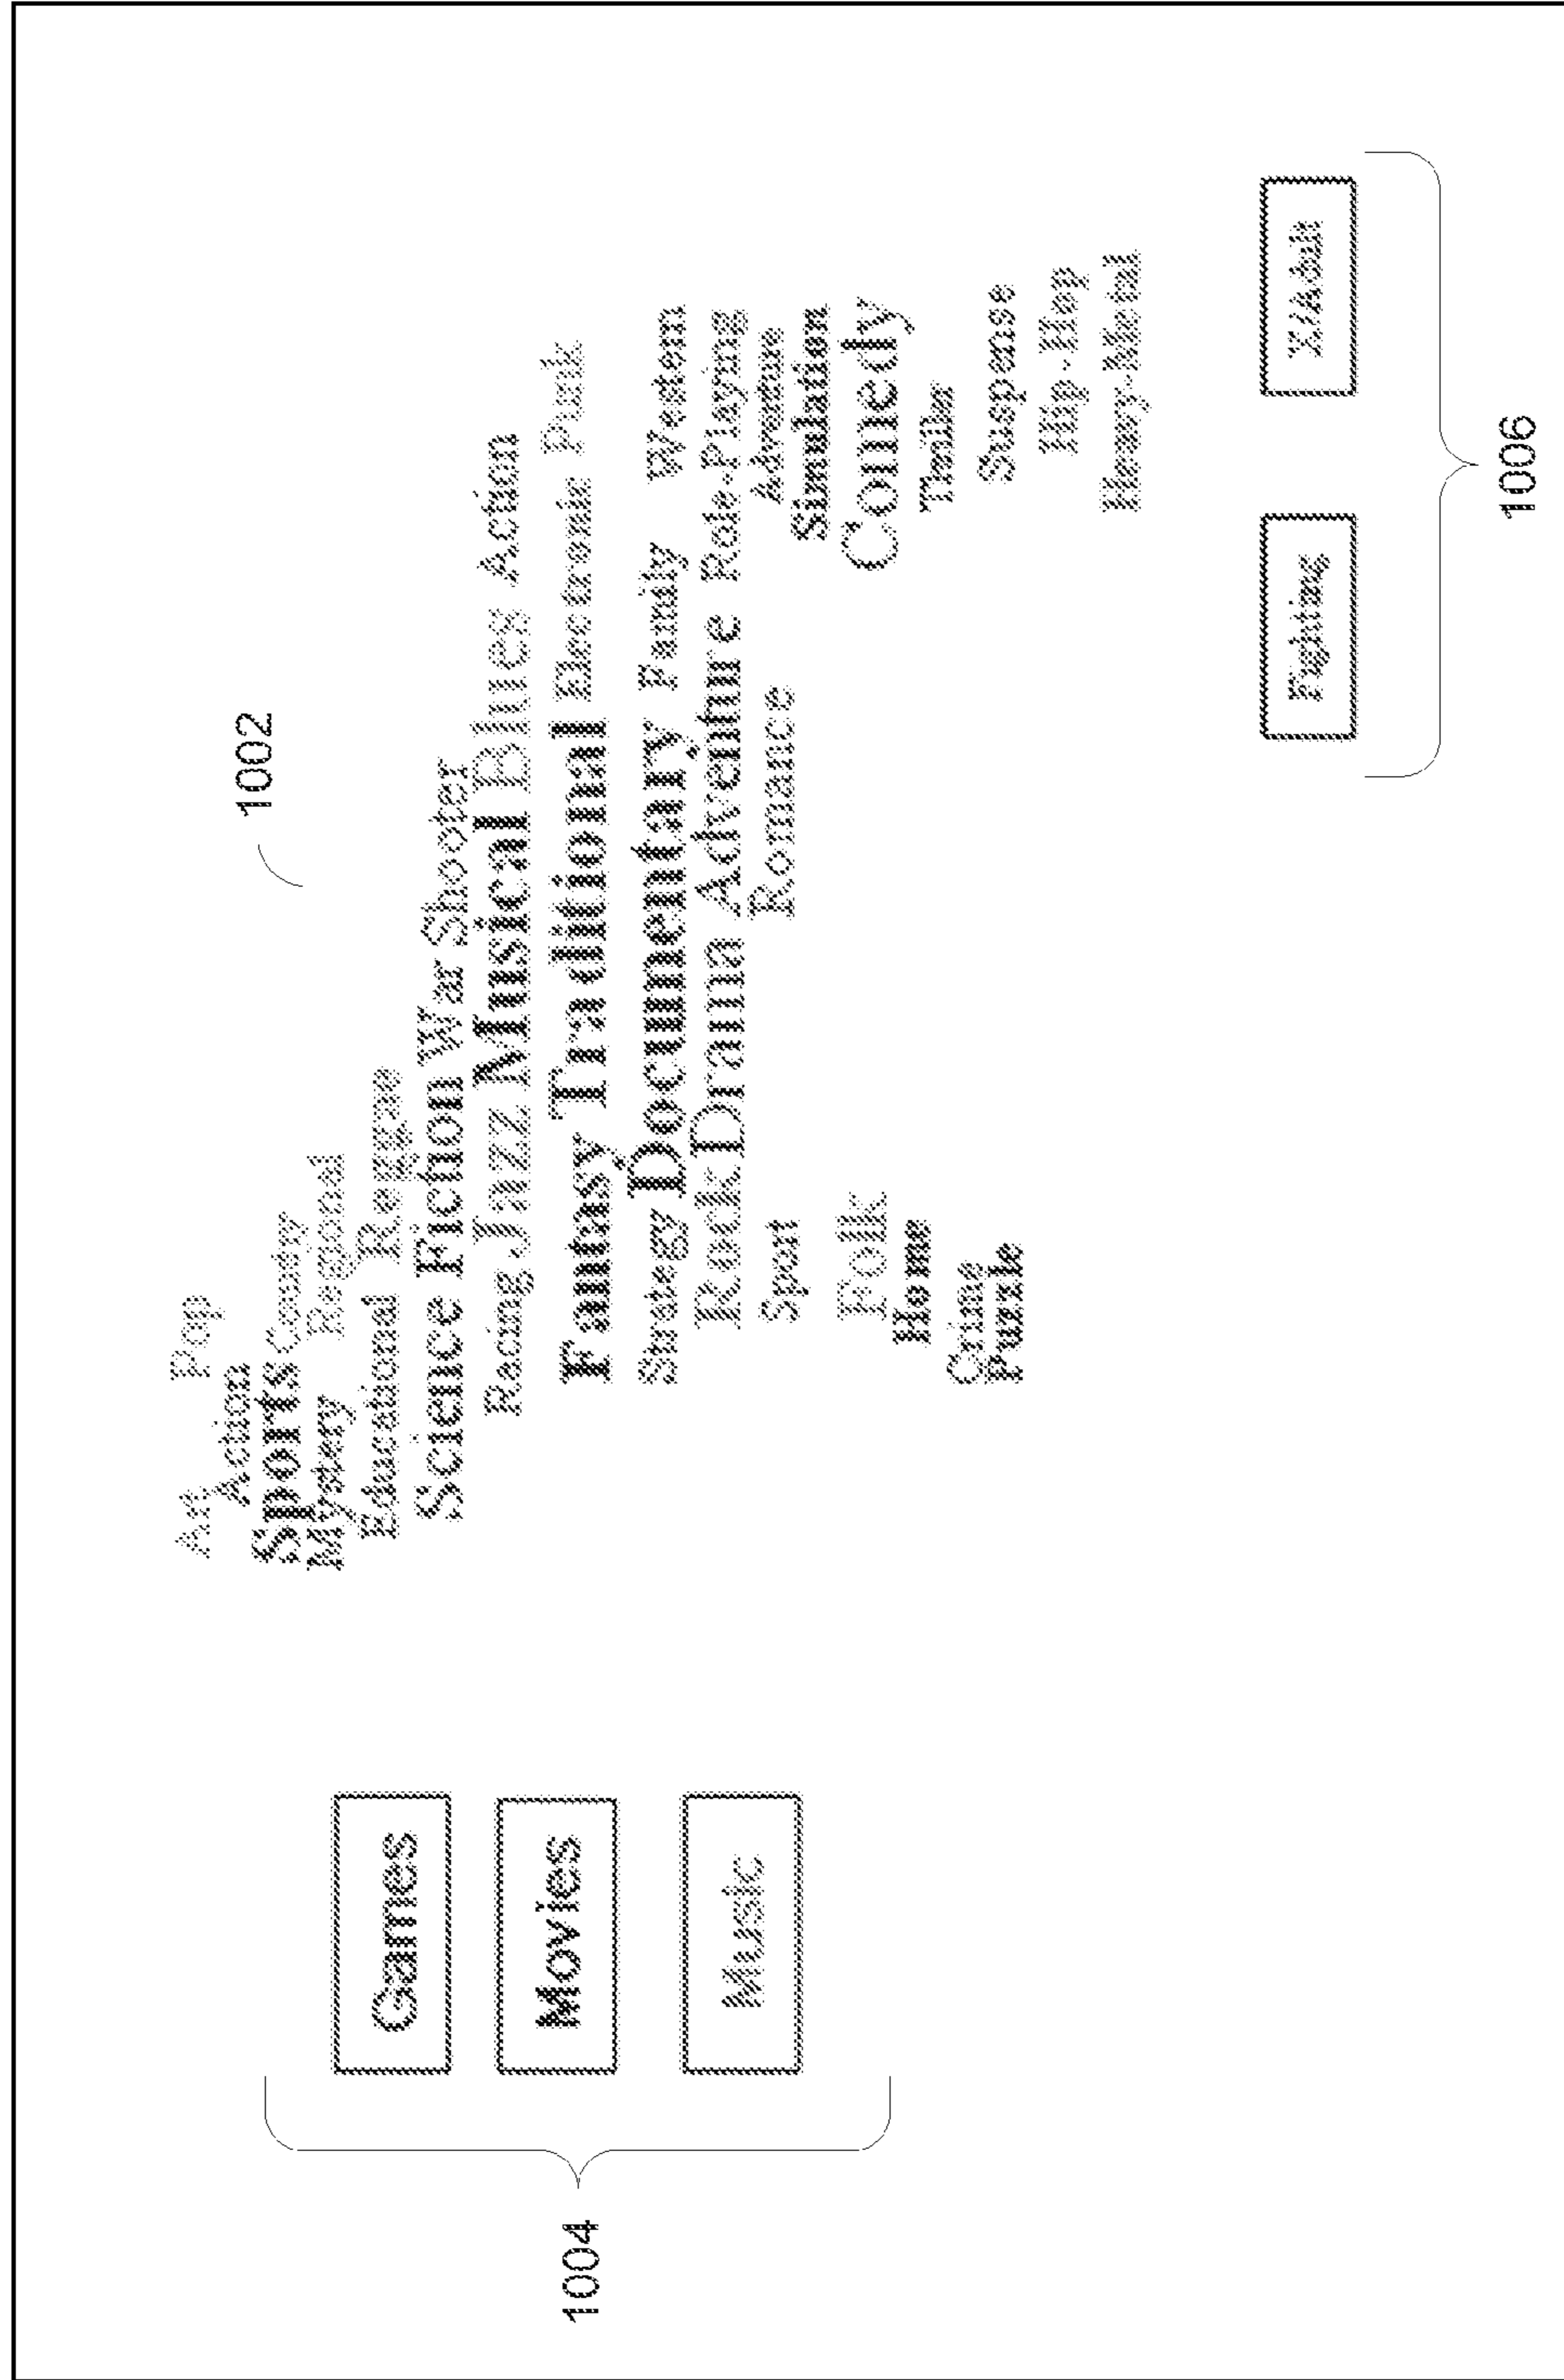 1002
Art Pop
Action
Sports Country
Mystery Regional
Educational Reggae
Science Fiction War Shooter
Racing Jazz Musical Blues Action
Fantasy Traditional Electronic Punk
Strategy Documentary Family Western
Rock Drama Adventure Role-Playing
Sport Romance Adventure
Simulation
Folk Comedy
Home Thriller
Crime Suspense
Puzzle Hip-Hop
Heavy-Metal
1004
Games
Movies
Music
Fighting X/Adult
1006